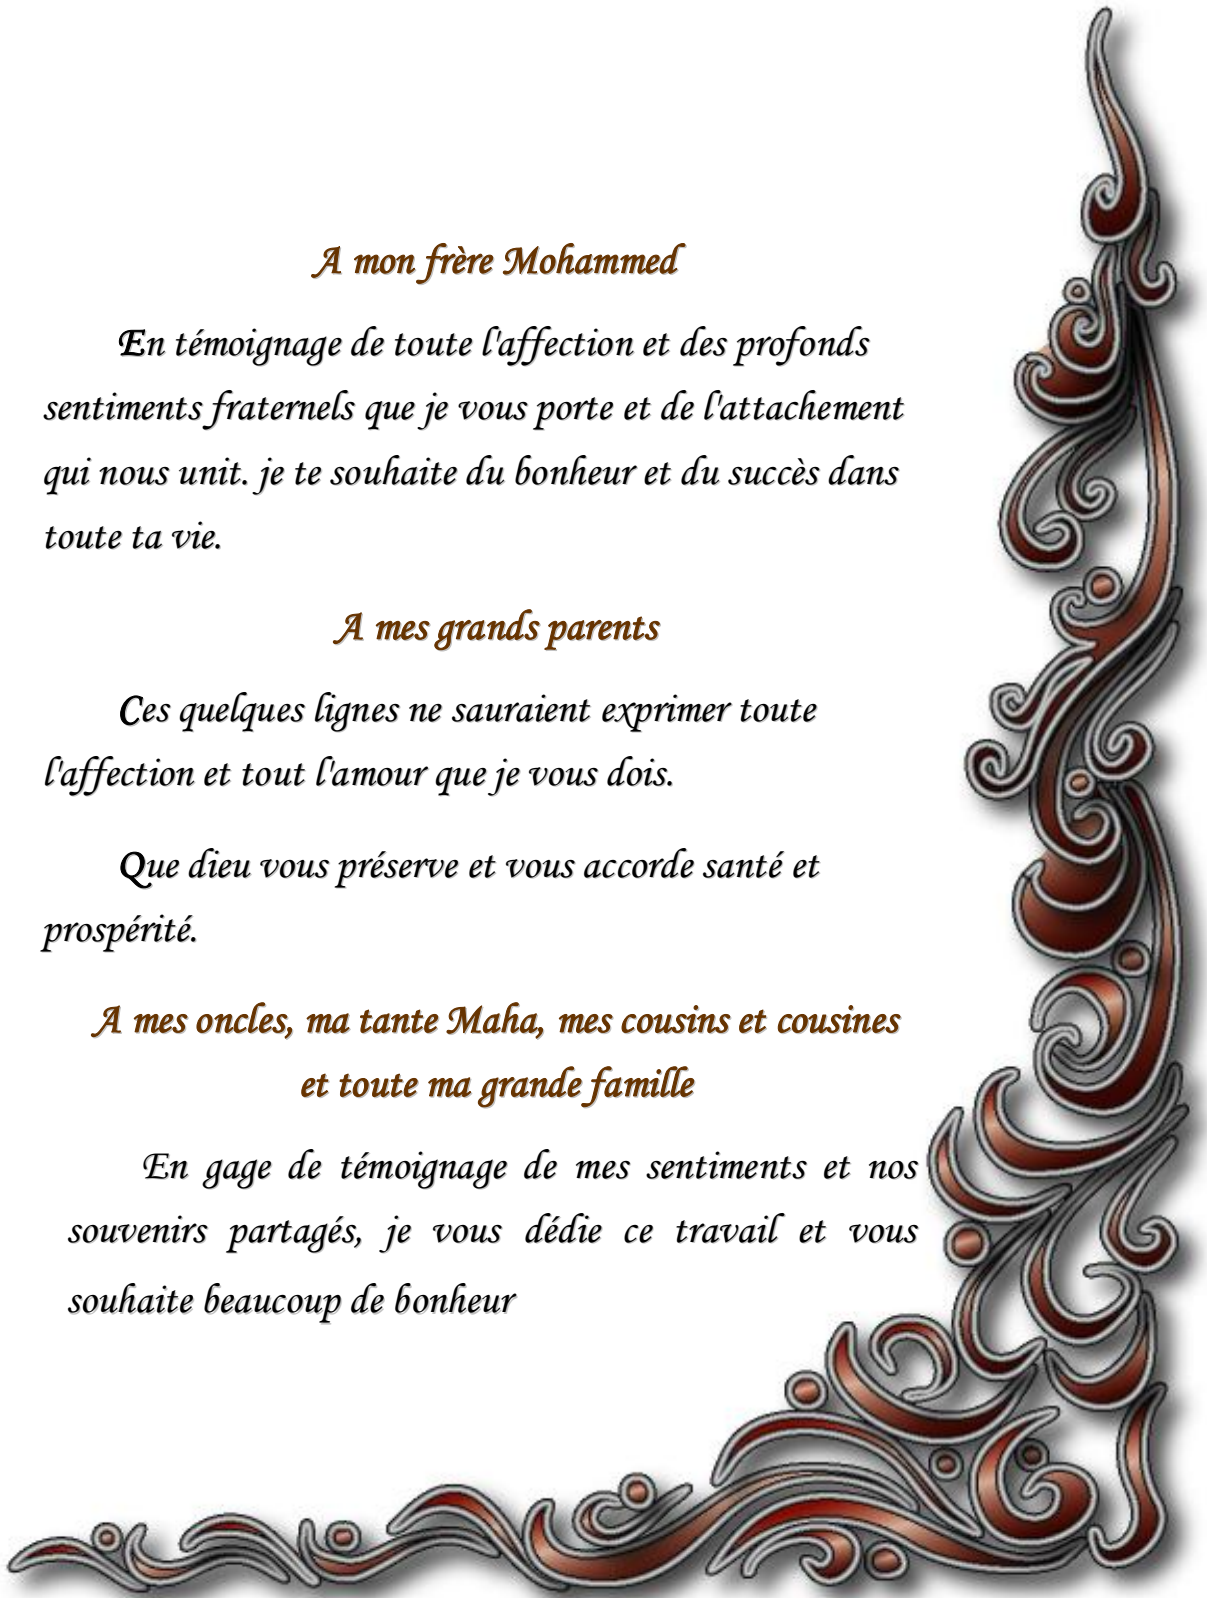 A mon frère Mohammed
En témoignage de toute l'affection et des profonds
sentiments fraternels que je vous porte et de l'attachement
qui nous unit. je te souhaite du bonheur et du succès dans
toute ta vie.
A mes grands parents
Ces quelques lignes ne sauraient exprimer toute
l'affection et tout l'amour que je vous dois.
Que dieu vous préserve et vous accorde santé et
prospérité.
A mes oncles, ma tante Maha, mes cousins et cousines
et toute ma grande famille
En gage de témoignage de mes sentiments et nos
souvenirs partagés, je vous dédie ce travail et vous
souhaite beaucoup de bonheur